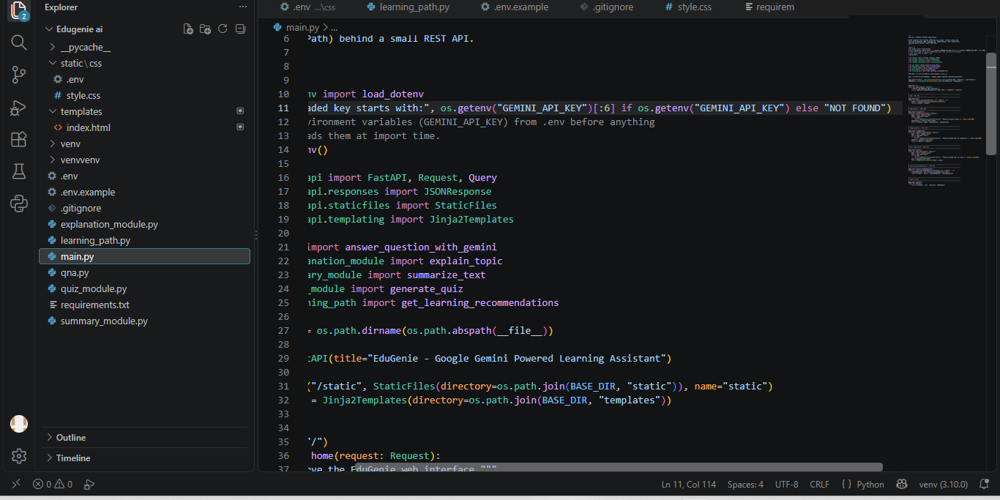 Explorer
...
.env ...\css
learning_path.py
.env.example
.gitignore
# style.css
requirem
2
Edugenie ai
main.py > ...
__pycache__
static\css
.env
# style.css
templates
<> index.html
venv
venvvenv
.env
.env.example
.gitignore
explanation_module.py
learning_path.py
main.py
qna.py
quiz_module.py
requirements.txt
summary_module.py
Outline
Timeline
6 Path) behind a small REST API.
7
8
9
10 nv import load_dotenv
11 aded key starts with:", os.getenv("GEMINI_API_KEY")[:6] if os.getenv("GEMINI_API_KEY") else "NOT FOUND")
12 vironment variables (GEMINI_API_KEY) from .env before anything
13 ads them at import time.
14 nv()
15
16 api import FastAPI, Request, Query
17 api.responses import JSONResponse
18 api.staticfiles import StaticFiles
19 api.templating import Jinja2Templates
20
21 import answer_question_with_gemini
22 anation_module import explain_topic
23 ary_module import summarize_text
24 _module import generate_quiz
25 ning_path import get_learning_recommendations
26
27 = os.path.dirname(os.path.abspath(__file__))
28
29 tAPI(title="EduGenie - Google Gemini Powered Learning Assistant")
30
31 ("/static", StaticFiles(directory=os.path.join(BASE_DIR, "static")), name="static")
32 = Jinja2Templates(directory=os.path.join(BASE_DIR, "templates"))
33
34
35 "/")
36 home(request: Request):
37 rve the EduGenie web interface."""
0 0
Ln 11, Col 114
Spaces: 4
UTF-8
CRLF
{ } Python
venv (3.10.0)